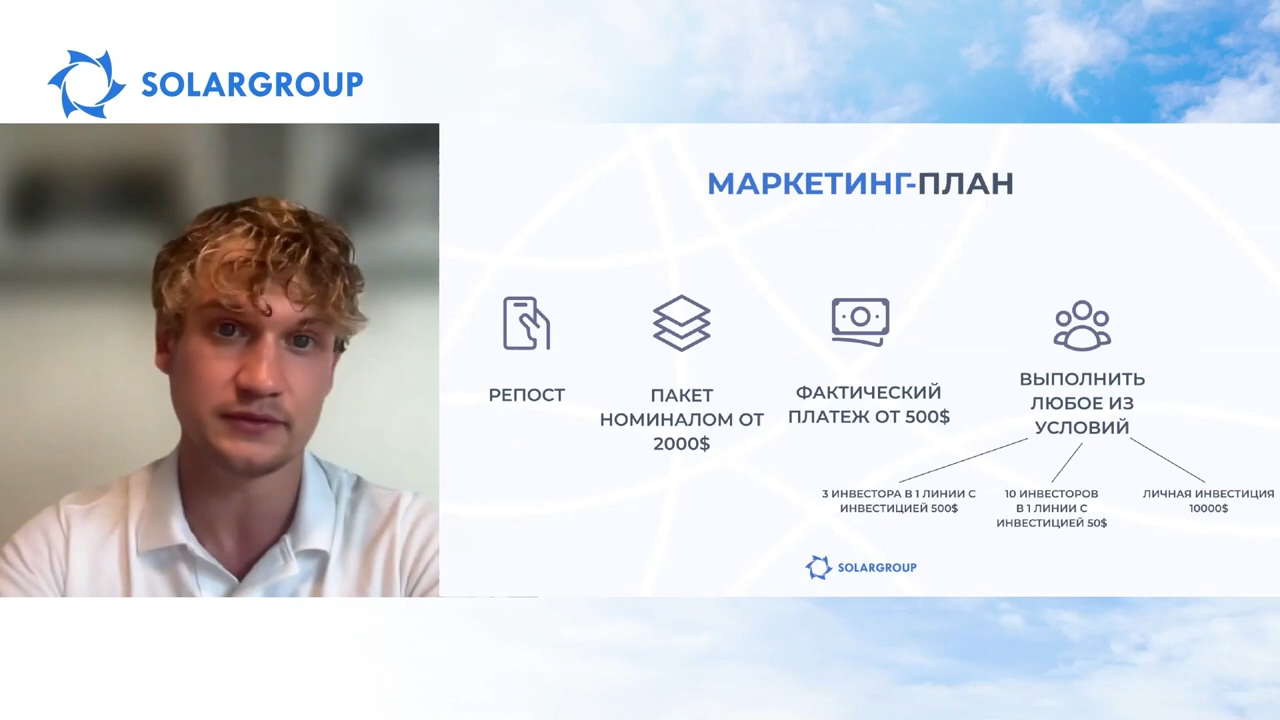 SOLARGROUP
МАРКЕТИНГ-ПЛАН
РЕПОСТ
ПАКЕТ
НОМИНАЛОМ ОТ
2000$
ФАКТИЧЕСКИЙ
ПЛАТЕЖ ОТ 500$
ВЫПОЛНИТЬ
ЛЮБОЕ ИЗ
УСЛОВИЙ
3 ИНВЕСТОРА В 1 ЛИНИИ С
ИНВЕСТИЦИЕЙ 500$
10 ИНВЕСТОРОВ
В 1 ЛИНИИ С
ИНВЕСТИЦИЕЙ 50$
ЛИЧНАЯ ИНВЕСТИЦИЯ
10000$
SOLARGROUP